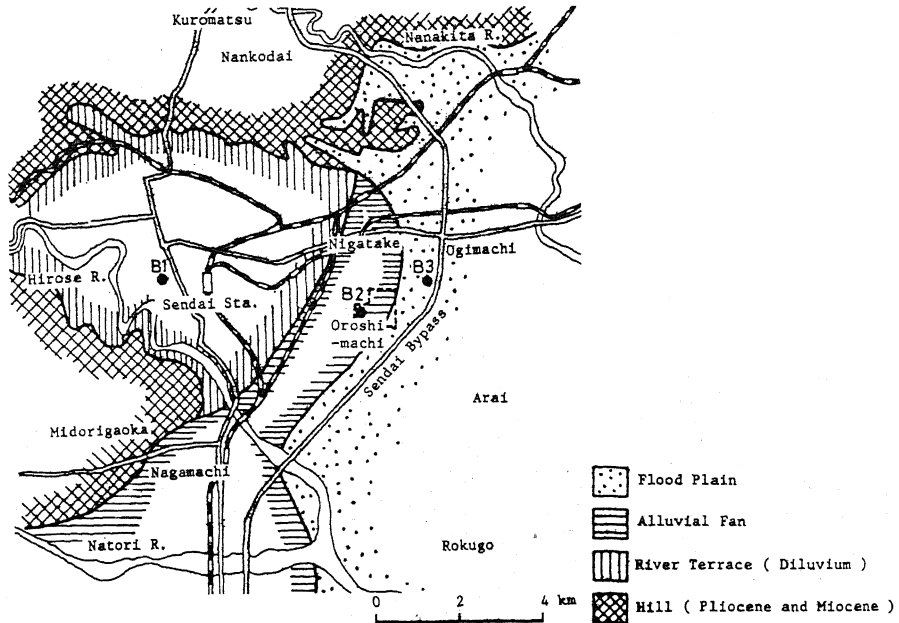 Kuromatsu
Nanakita R.
Nankodai
Nigatake
Ogimachi
Hirose R.
B1
B3
Sendai Sta.
B2
Oroshi
-machi
Sendai Bypass
Arai
Midorigaoka
Nagamachi
Natori R.
Rokugo
Flood Plain
Alluvial Fan
River Terrace ( Diluvium )
Hill ( Pliocene and Miocene )
0 2 4 km